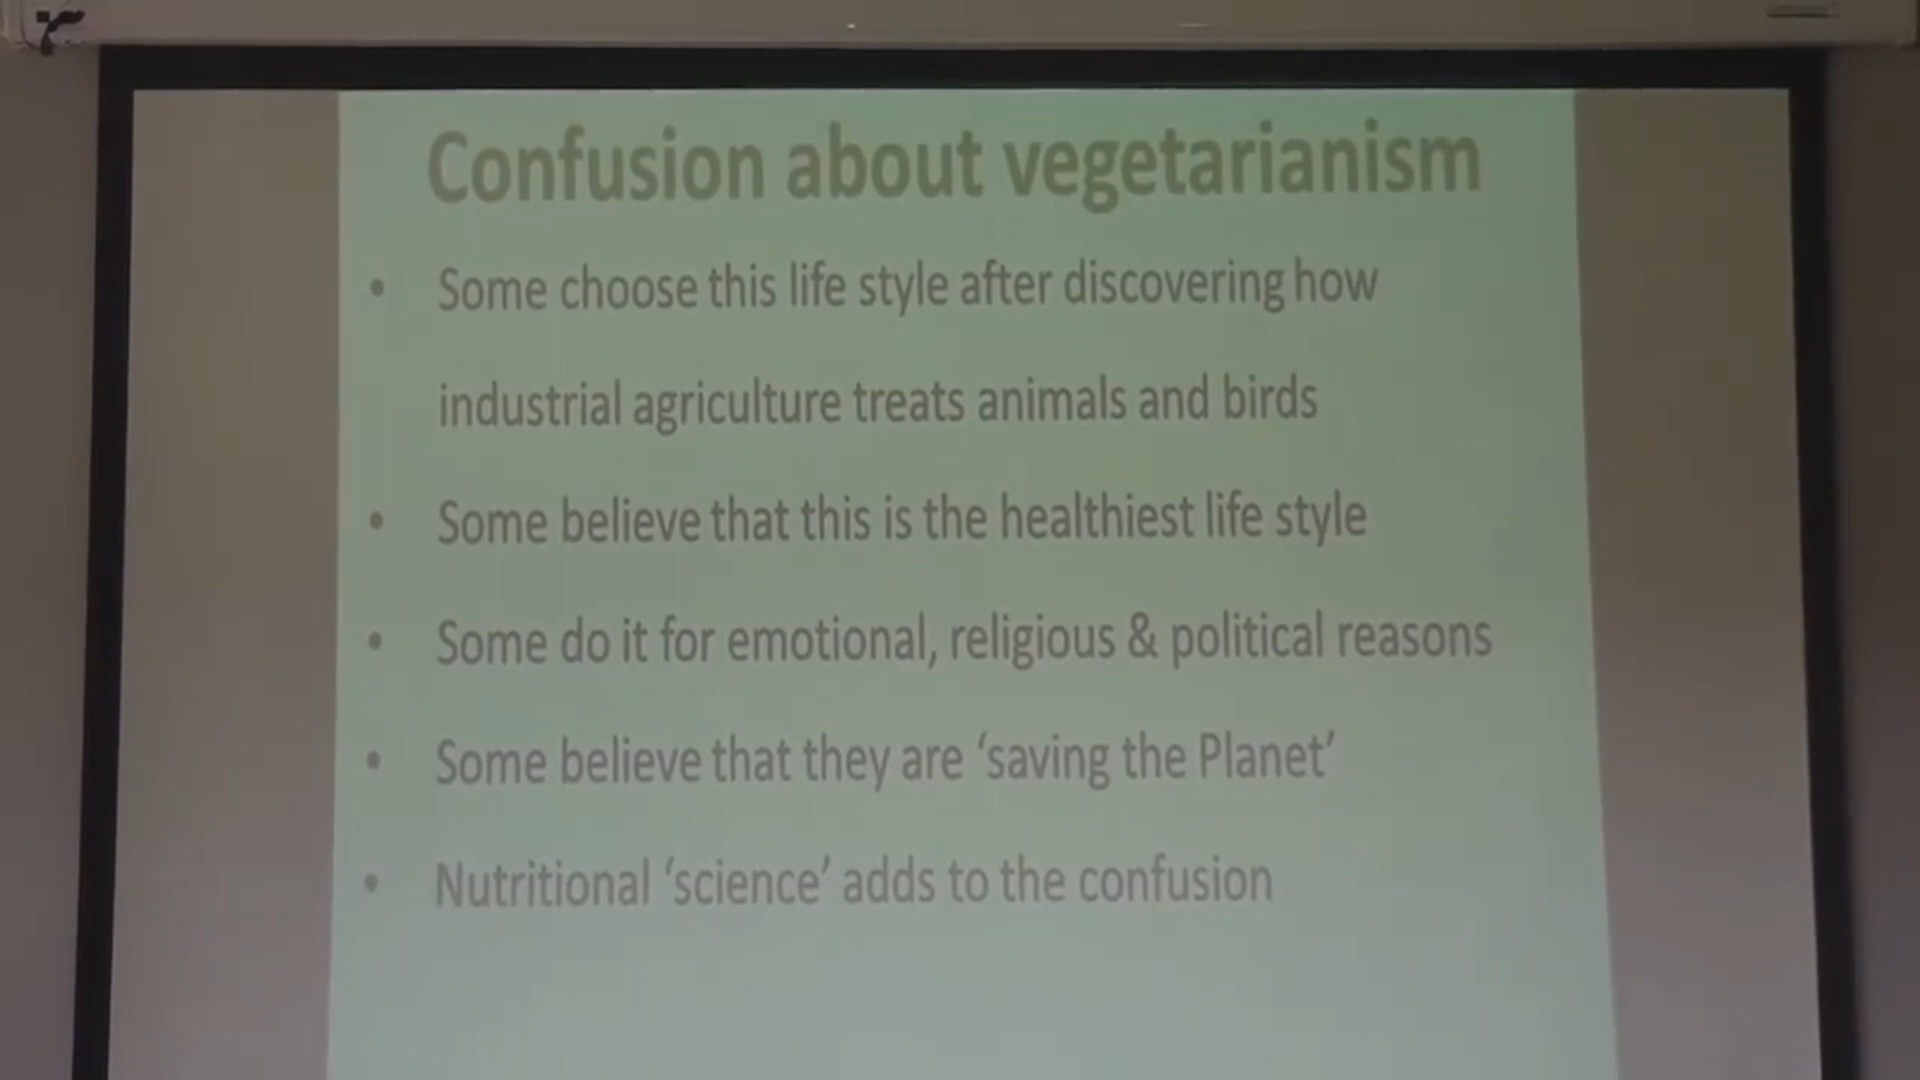 Confusion about vegetarianism
• Some choose this life style after discovering how
industrial agriculture treats animals and birds
• Some believe that this is the healthiest life style
• Some do it for emotional, religious & political reasons
• Some believe that they are ‘saving the Planet’
• Nutritional ‘science’ adds to the confusion